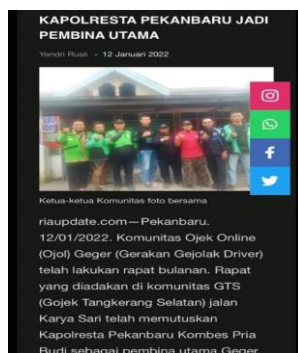 KAPOLRESTA PEKANBARU JADI
PEMBINA UTAMA
Yendri Rusli • 12 Januari 2022
Ketua-ketua Komunitas foto bersama
riaupdate.com—Pekanbaru.
12/01/2022. Komunitas Ojek Online
(Ojol) Geger (Gerakan Gejolak Driver)
telah lakukan rapat bulanan. Rapat
yang diadakan di komunitas GTS
(Gojek Tangkerang Selatan) jalan
Karya Sari telah memutuskan
Kapolresta Pekanbaru Kombes Pria
Budi sebagai pembina utama Geger